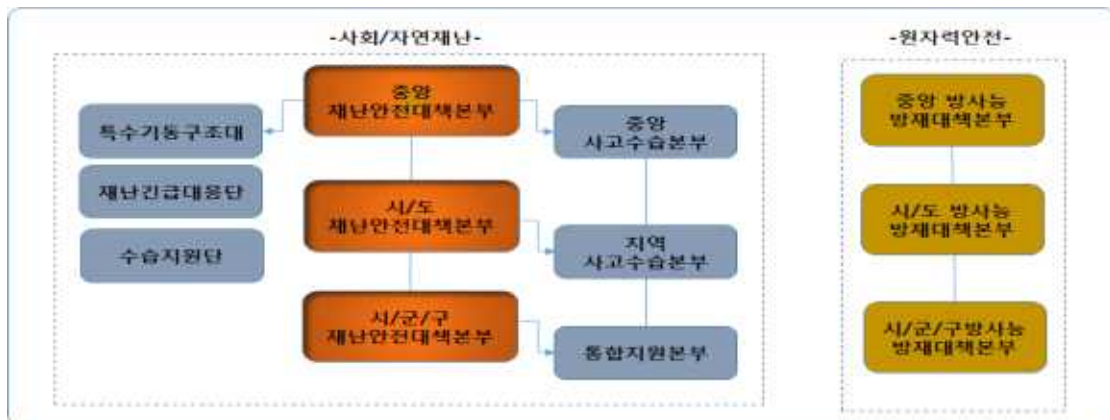 -사회/자연재난-
-원자력안전-
중앙
재난안전대책본부
특수기동구조대
중앙
사고수습본부
재난긴급대응단
시/도
재난안전대책본부
수습지원단
지역
사고수습본부
시/군/구
재난안전대책본부
통합지원본부
중앙 방사능
방재대책본부
시/도 방사능
방재대책본부
시/군/구방사능
방재대책본부